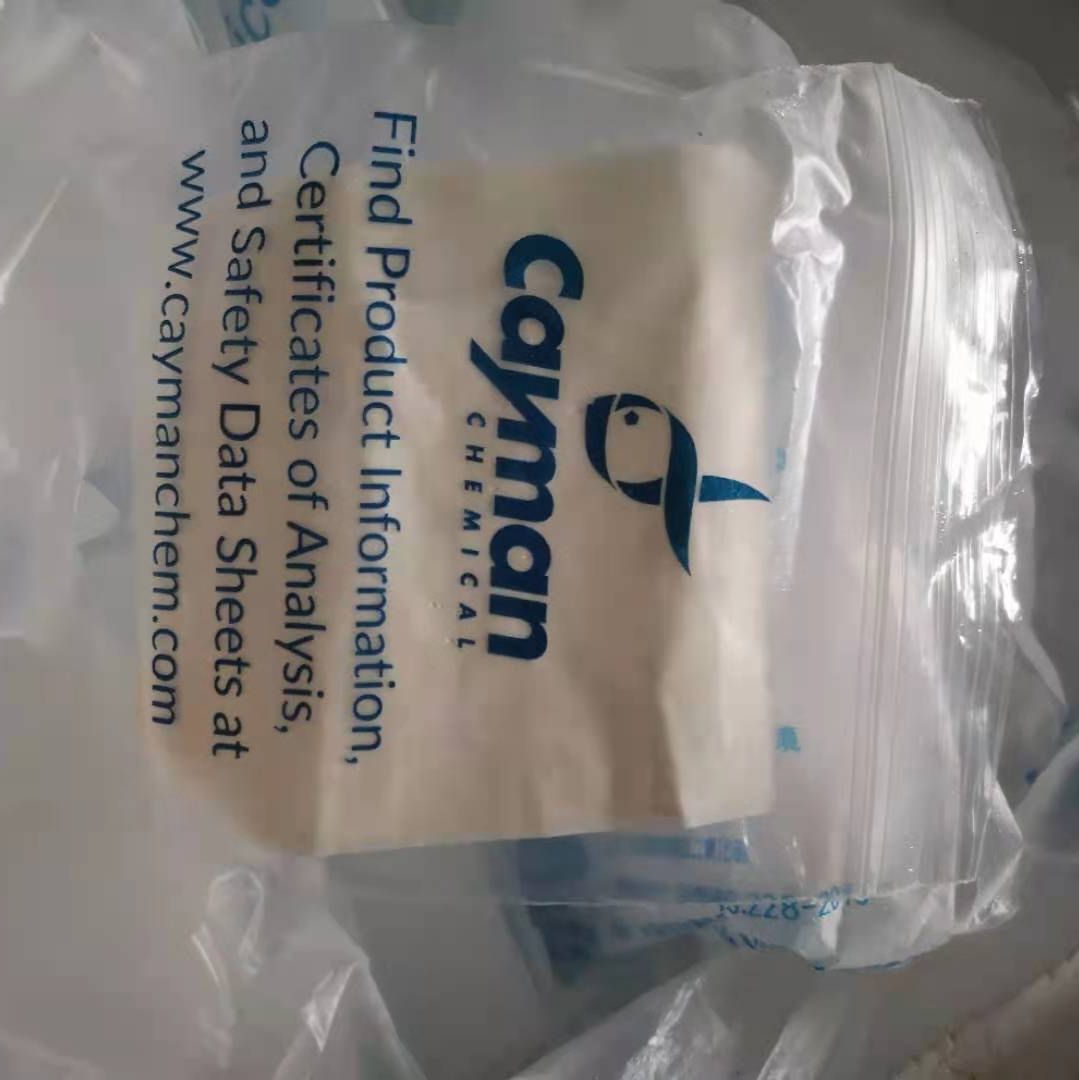 Cayman
CHEMICAL
Find Product Information,
Certificates of Analysis,
and Safety Data Sheets at
www.caymanchem.com